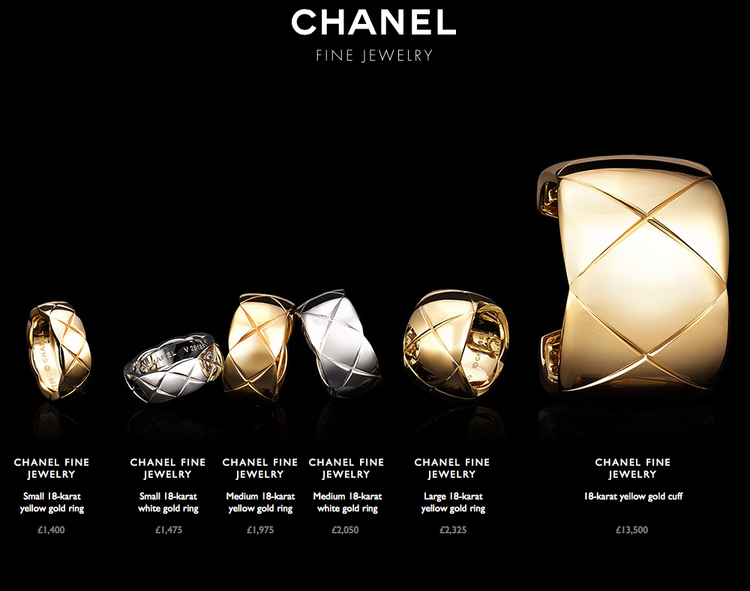 CHANEL
FINE JEWELRY
© CHANEL
CHANEL
CHANEL FINE
JEWELRY
Small 18-karat
yellow gold ring
£1,400
CHANEL FINE
JEWELRY
Small 18-karat
white gold ring
£1,475
CHANEL FINE
JEWELRY
Medium 18-karat
yellow gold ring
£1,975
CHANEL FINE
JEWELRY
Medium 18-karat
white gold ring
£2,050
CHANEL FINE
JEWELRY
Large 18-karat
yellow gold ring
£2,325
CHANEL FINE
JEWELRY
18-karat yellow gold cuff
£13,500